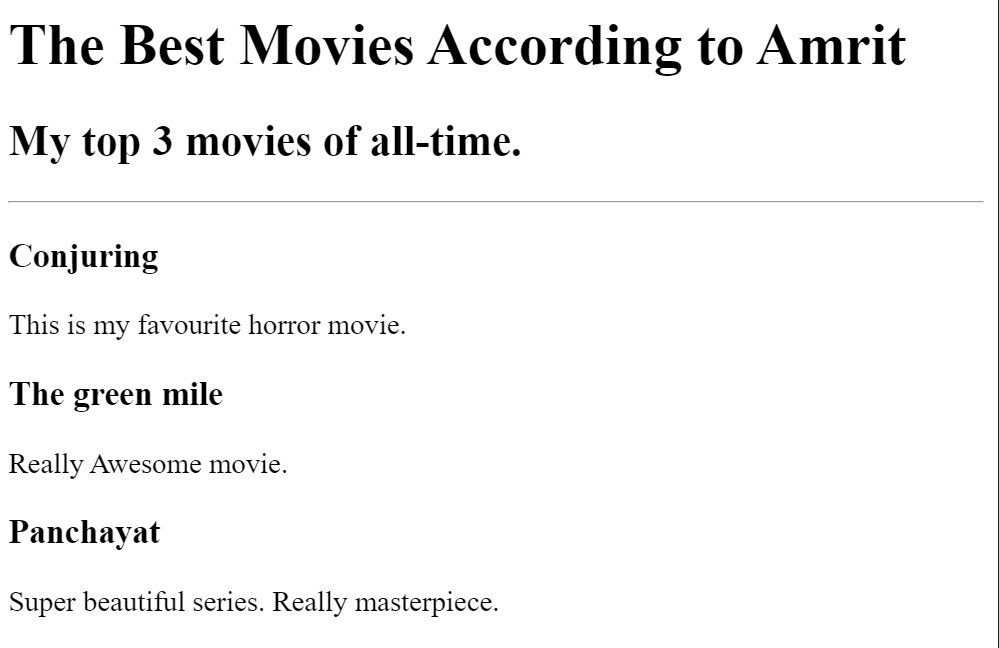 The Best Movies According to Amrit
My top 3 movies of all-time.
Conjuring
This is my favourite horror movie.
The green mile
Really Awesome movie.
Panchayat
Super beautiful series. Really masterpiece.